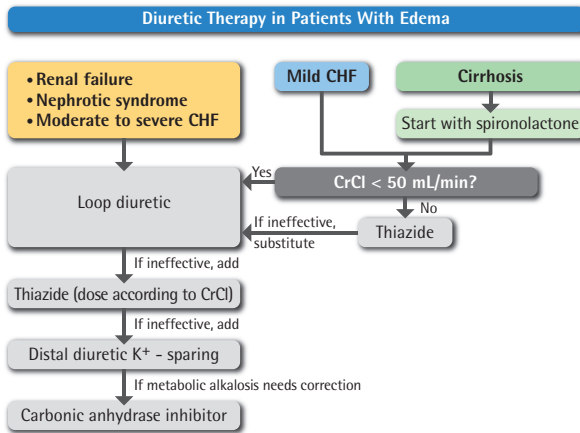 Diuretic Therapy in Patients With Edema
• Renal failure
• Nephrotic syndrome
• Moderate to severe CHF
Mild CHF
Cirrhosis
Start with spironolactone
Yes
CrCl < 50 mL/min?
Loop diuretic
No
If ineffective,
substitute
Thiazide
If ineffective, add
Thiazide (dose according to CrCl)
If ineffective, add
Distal diuretic K⁺ - sparing
If metabolic alkalosis needs correction
Carbonic anhydrase inhibitor